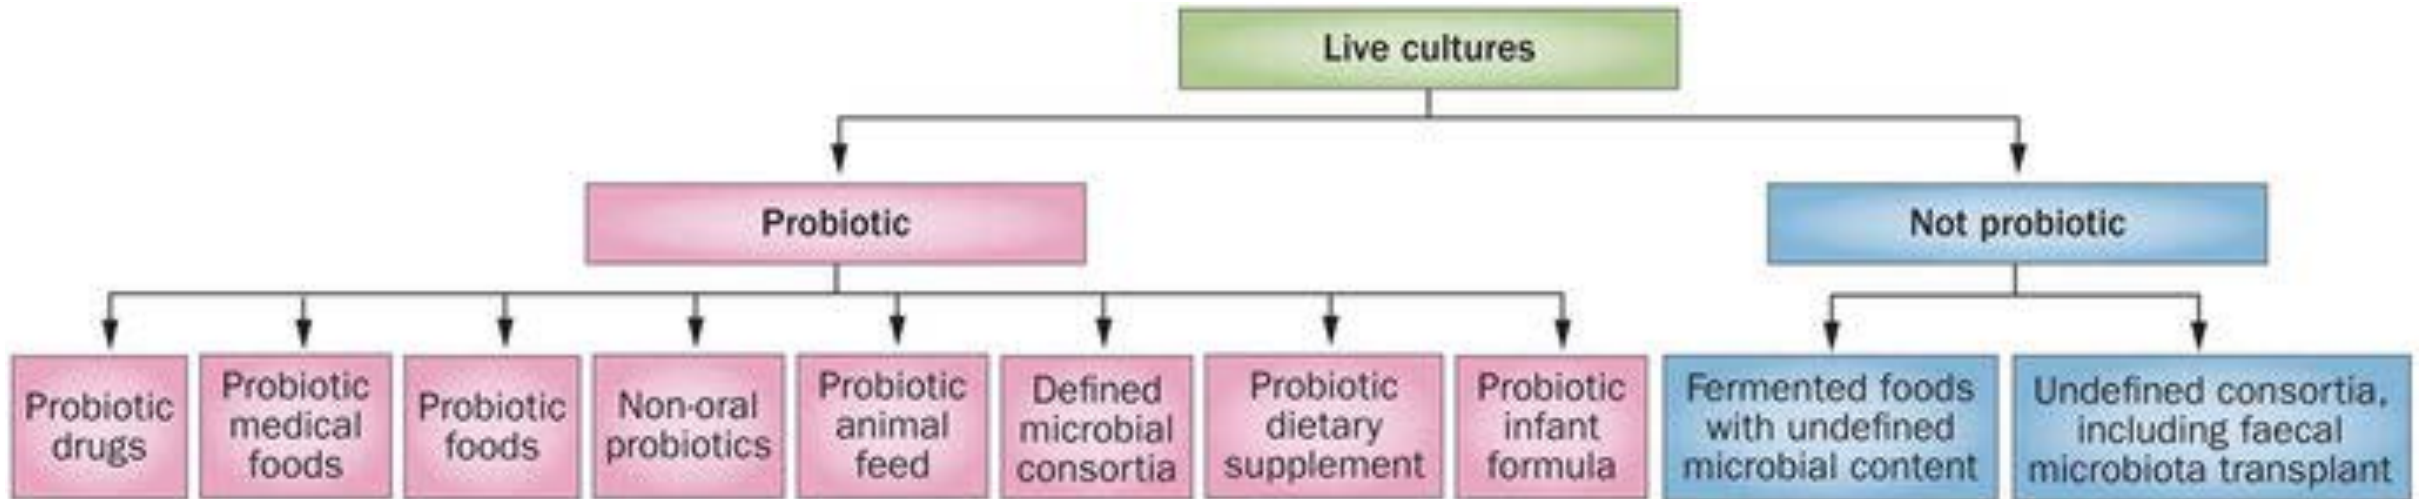 Live cultures
Probiotic
Not probiotic
Probiotic
drugs
Probiotic
medical
foods
Probiotic
foods
Non-oral
probiotics
Probiotic
animal
feed
Defined
microbial
consortia
Probiotic
dietary
supplement
Probiotic
infant
formula
Fermented foods
with undefined
microbial content
Undefined consortia,
including faecal
microbiota transplant